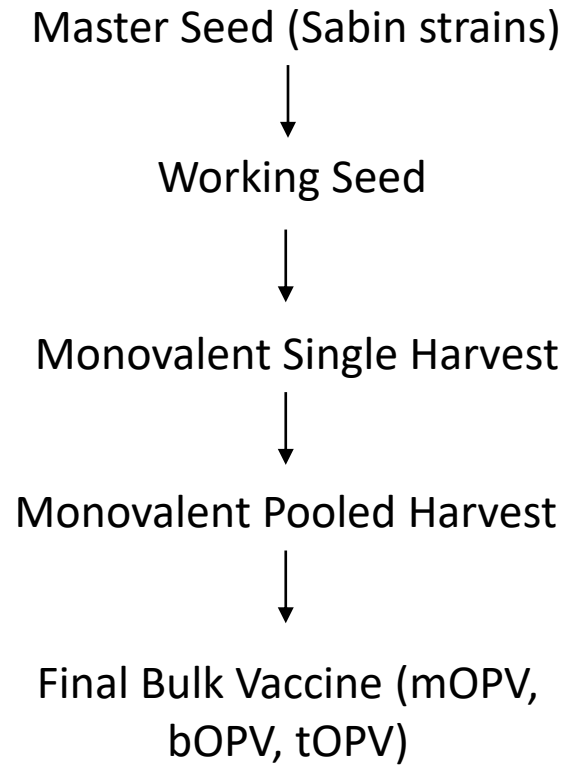 Master Seed (Sabin strains)
Working Seed
Monovalent Single Harvest
Monovalent Pooled Harvest
Final Bulk Vaccine (mOPV,
bOPV, tOPV)